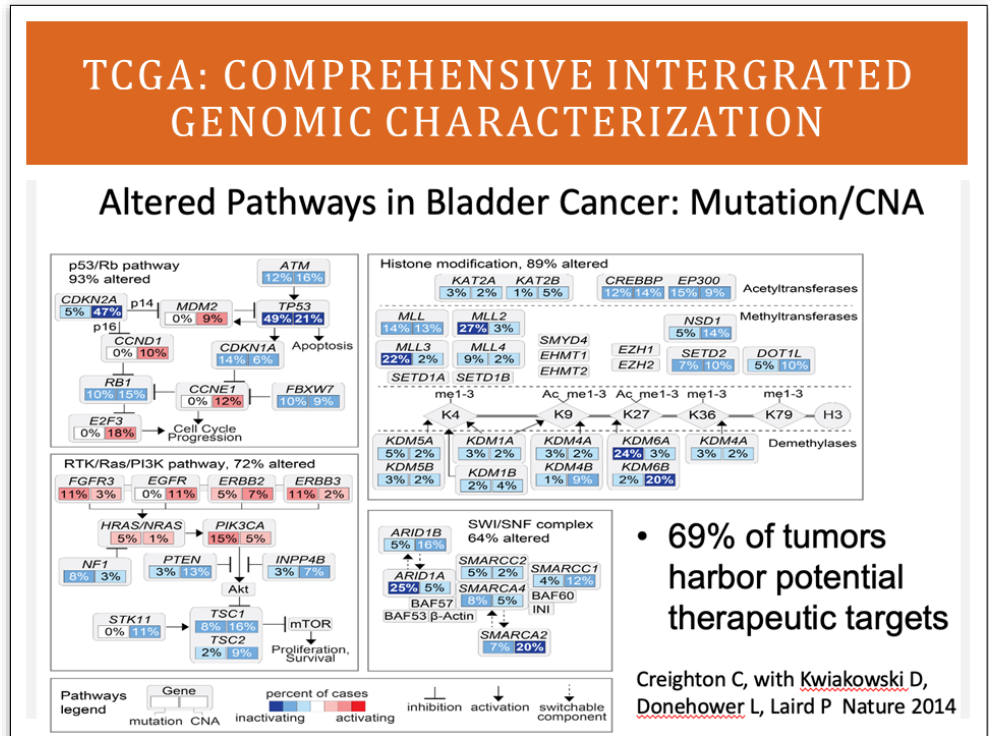 TCGA: COMPREHENSIVE INTERGRATED
GENOMIC CHARACTERIZATION
Altered Pathways in Bladder Cancer: Mutation/CNA
p53/Rb pathway
93% altered
ATM
12% 16%
CDKN2A
5% 47%
p14
MDM2
0% 9%
TP53
49% 21%
p16
CCND1
0% 10%
CDKN1A
14% 6%
Apoptosis
RB1
10% 15%
CCNE1
0% 12%
FBXW7
10% 9%
E2F3
0% 18%
Cell Cycle
Progression
RTK/Ras/PI3K pathway, 72% altered
FGFR3 EGFR ERBB2 ERBB3
11% 3% 0% 11% 5% 7% 11% 2%
HRAS/NRAS PIK3CA
5% 1% 15% 5%
NF1 PTEN INPP4B
8% 3% 3% 13% 3% 7%
Akt
STK11 TSC1
0% 11% 8% 16% mTOR
TSC2
2% 9%
Proliferation,
Survival
Histone modification, 89% altered
KAT2A KAT2B CREBBP EP300
3% 2% 1% 5% 12% 14% 15% 9%
Acetyltransferases
Methyltransferases
MLL MLL2 NSD1
14% 13% 27% 3% 5% 14%
MLL3 MLL4 SMYD4 EZH1 SETD2 DOT1L
22% 2% 9% 2% EHMT1 EZH2 7% 10% 5% 10%
SETD1A SETD1B EHMT2
me1-3 Ac_me1-3 Ac_me1-3 me1-3 me1-3
K4 K9 K27 K36 K79 H3
Demethylases
KDM5A KDM1A KDM4A KDM6A KDM4A
5% 2% 3% 2% 3% 2% 24% 3% 3% 2%
KDM5B KDM1B KDM4B KDM6B
3% 2% 2% 4% 1% 9% 2% 20%
SWI/SNF complex
64% altered
ARID1B
5% 16%
SMARCC2
5% 2%
SMARCC1
4% 12%
ARID1A
25% 5%
SMARCA4
8% 5%
BAF57
BAF60
BAF53 β-Actin
INI
SMARCA2
7% 20%
• 69% of tumors
harbor potential
therapeutic targets
Creighton C, with Kwiakowski D,
Donehower L, Laird P Nature 2014
Pathways
legend
Gene
mutation CNA
percent of cases
inactivating activating
inhibition activation switchable
component